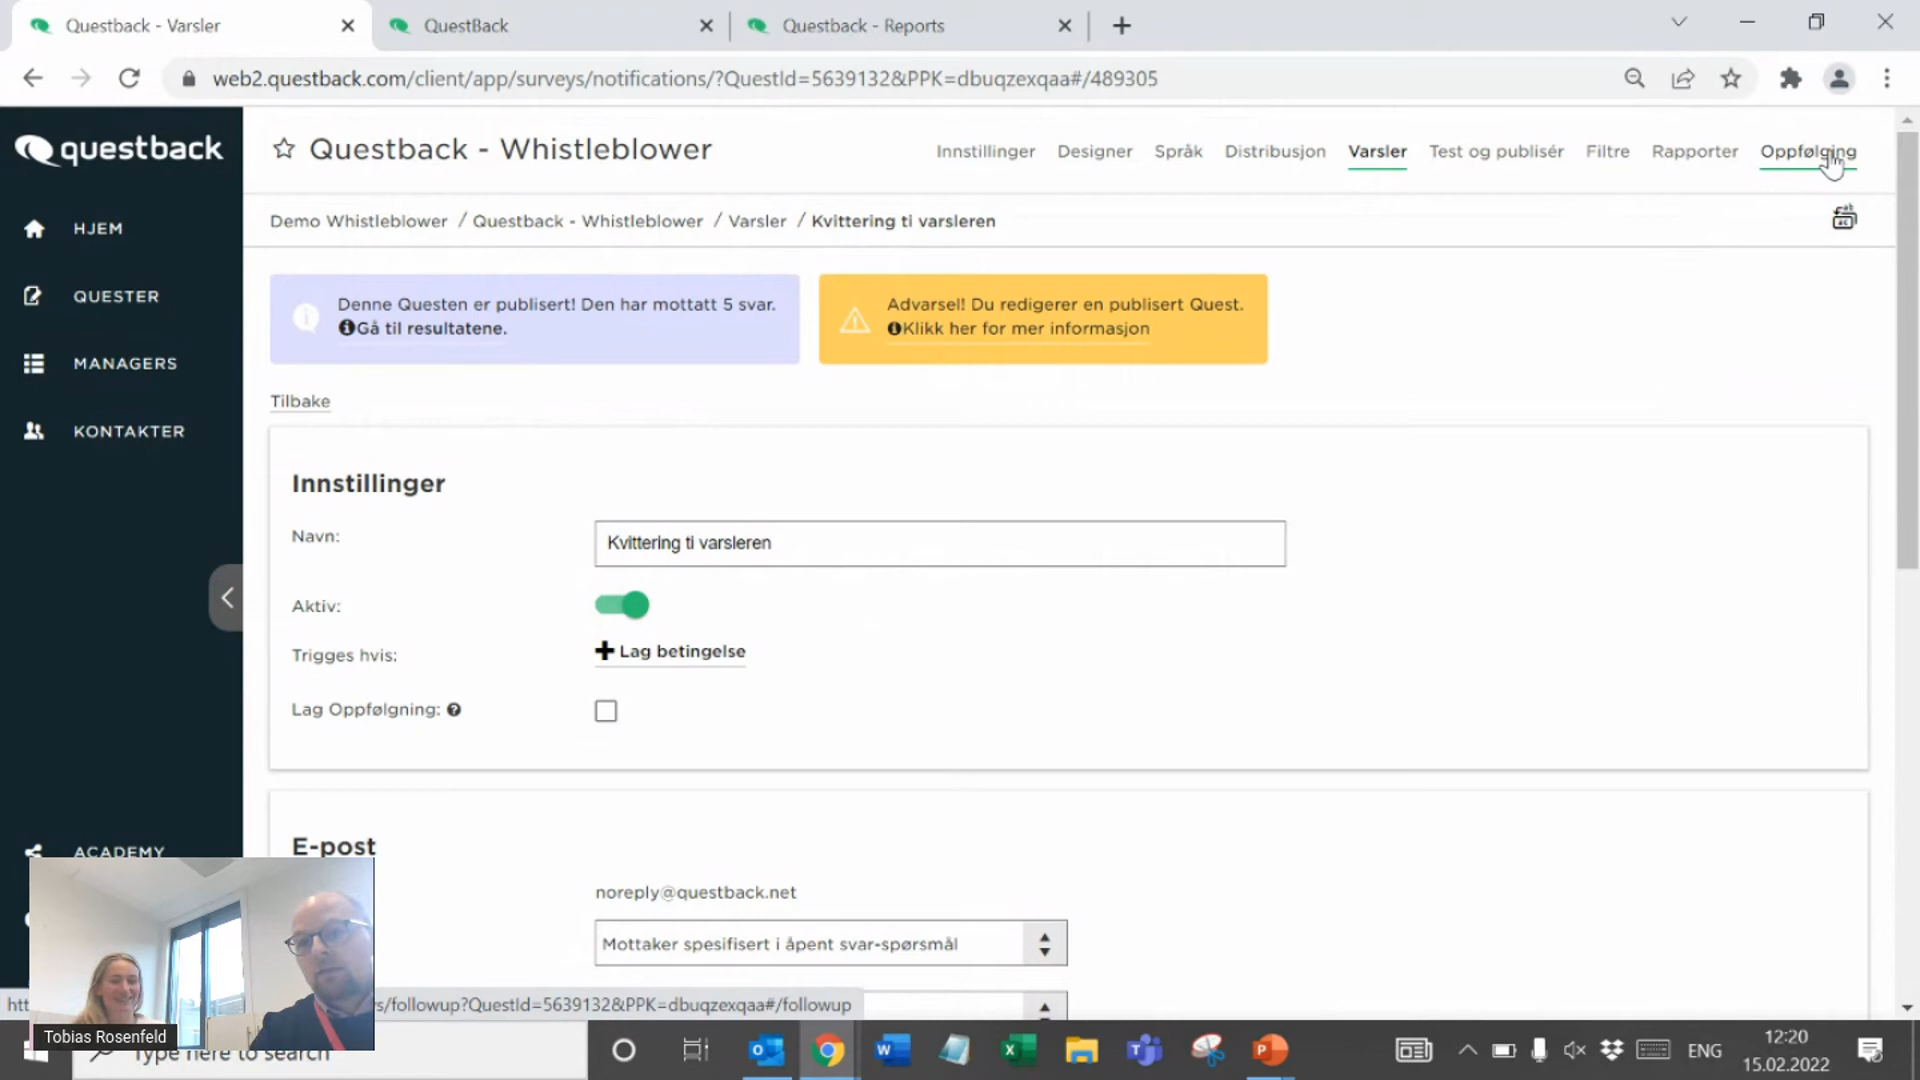 Questback - Varsler
QuestBack
Questback - Reports
web2.questback.com/client/app/surveys/notifications/?QuestId=5639132&PPK=dbuqzexqaa#/489305
questback
Questback - Whistleblower
Innstillinger
Designer
Språk
Distribusjon
Varsler
Test og publisér
Filtre
Rapporter
Oppfølging
HJEM
QUESTER
MANAGERS
KONTAKTER
ACADEMY
Demo Whistleblower / Questback - Whistleblower / Varsler / Kvittering ti varsleren
Denne Questen er publisert! Den har mottatt 5 svar.
Gå til resultatene.
Advarsel! Du redigerer en publisert Quest.
Klikk her for mer informasjon
Tilbake
Innstillinger
Navn:
Kvittering ti varsleren
Aktiv:
Trigges hvis:
Lag betingelse
Lag Oppfølgning:
E-post
noreply@questback.net
Mottaker spesifisert i åpent svar-spørsmål
s/followup?QuestId=5639132&PPK=dbuqzexqaa#/followup
Tobias Rosenfeld
Type here to search
ENG
12:20
15.02.2022